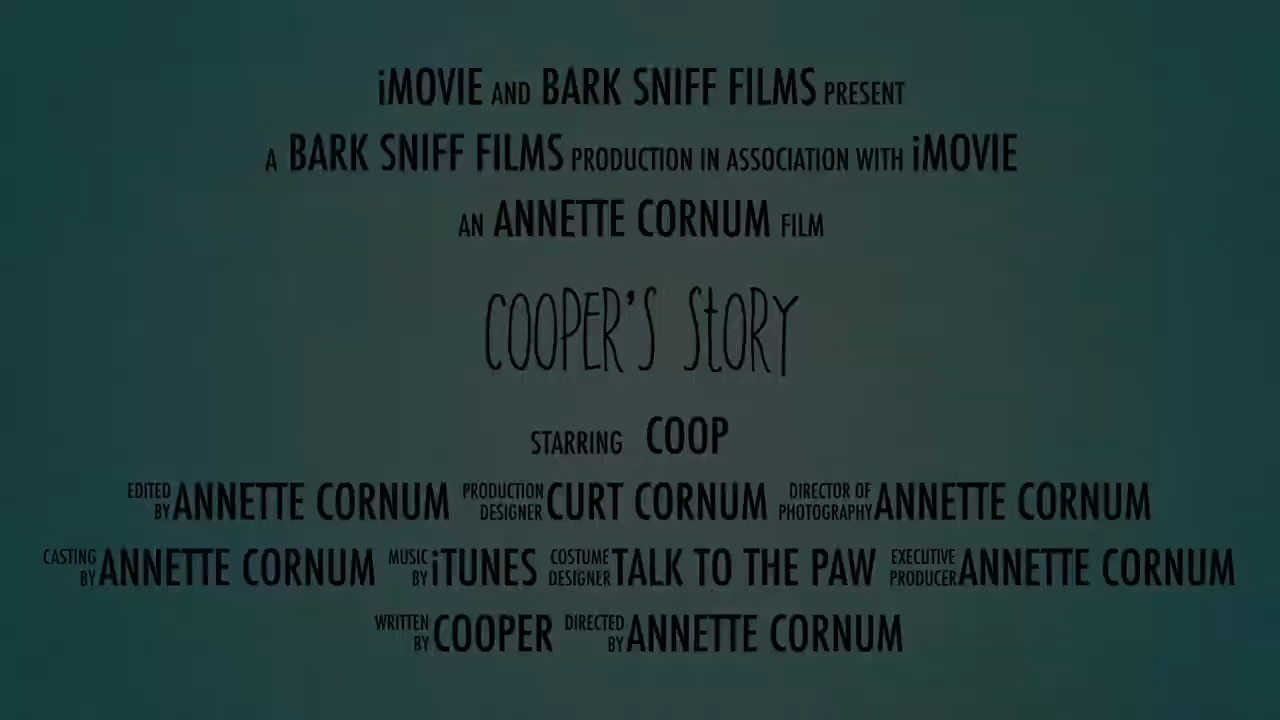 iMOVIE AND BARK SNIFF FILMS PRESENT
A BARK SNIFF FILMS PRODUCTION IN ASSOCIATION WITH iMOVIE
AN ANNETTE CORNUM FILM
COOPER'S StORY
STARRING COOP
EDITED BY ANNETTE CORNUM PRODUCTION DESIGNER CURT CORNUM DIRECTOR OF PHOTOGRAPHY ANNETTE CORNUM
CASTING BY ANNETTE CORNUM MUSIC BY iTUNES COSTUME DESIGNER TALK TO THE PAW EXECUTIVE PRODUCER ANNETTE CORNUM
WRITTEN BY COOPER DIRECTED BY ANNETTE CORNUM